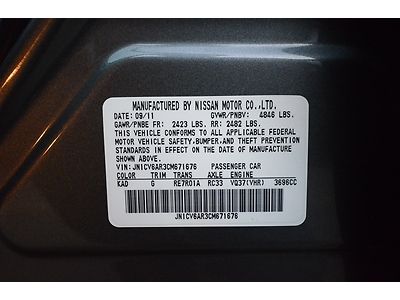 MANUFACTURED BY NISSAN MOTOR CO.,LTD.
DATE: 09/11 GVWR/PNBV: 4846 LBS.
GAWR/PNBE FR: 2423 LBS. RR: 2482 LBS.
THIS VEHICLE CONFORMS TO ALL APPLICABLE FEDERAL
MOTOR VEHICLE SAFETY,BUMPER,AND THEFT PREVENTION
STANDARDS IN EFFECT ON THE DATE OF MANUFACTURE
SHOWN ABOVE.
VIN: JN1CV6AR3CM671676 PASSENGER CAR
COLOR TRIM TRANS AXLE ENGINE
KAD G RE7R01A RC33 VQ37(VHR) 3696CC
JN1CV6AR3CM671676